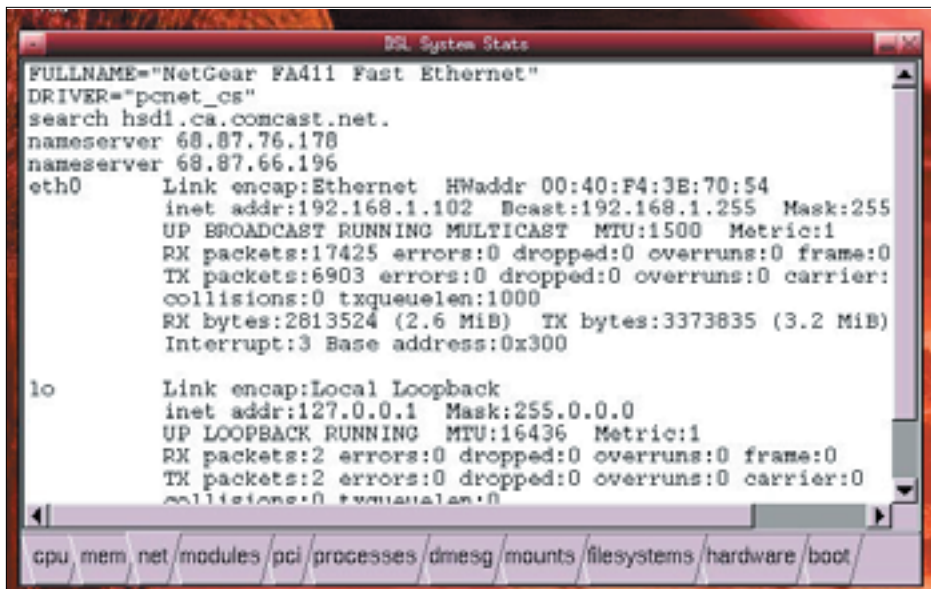 DSL System Stats
FULLNAME="NetGear FA411 Fast Ethernet"
DRIVER="pcnet_cs"
search hsd1.ca.comcast.net.
nameserver 68.87.76.178
nameserver 68.87.66.196
eth0 Link encap:Ethernet HWaddr 00:40:F4:3E:70:54
inet addr:192.168.1.102 Bcast:192.168.1.255 Mask:255
UP BROADCAST RUNNING MULTICAST MTU:1500 Metric:1
RX packets:17425 errors:0 dropped:0 overruns:0 frame:0
TX packets:6903 errors:0 dropped:0 overruns:0 carrier:
collisions:0 txqueuelen:1000
RX bytes:2813524 (2.6 MiB) TX bytes:3373835 (3.2 MiB)
Interrupt:3 Base address:0x300
lo Link encap:Local Loopback
inet addr:127.0.0.1 Mask:255.0.0.0
UP LOOPBACK RUNNING MTU:16436 Metric:1
RX packets:2 errors:0 dropped:0 overruns:0 frame:0
TX packets:2 errors:0 dropped:0 overruns:0 carrier:0
collisions:0 txqueuelen:0
cpu mem net modules pci processes dmesg mounts filesystems hardware boot